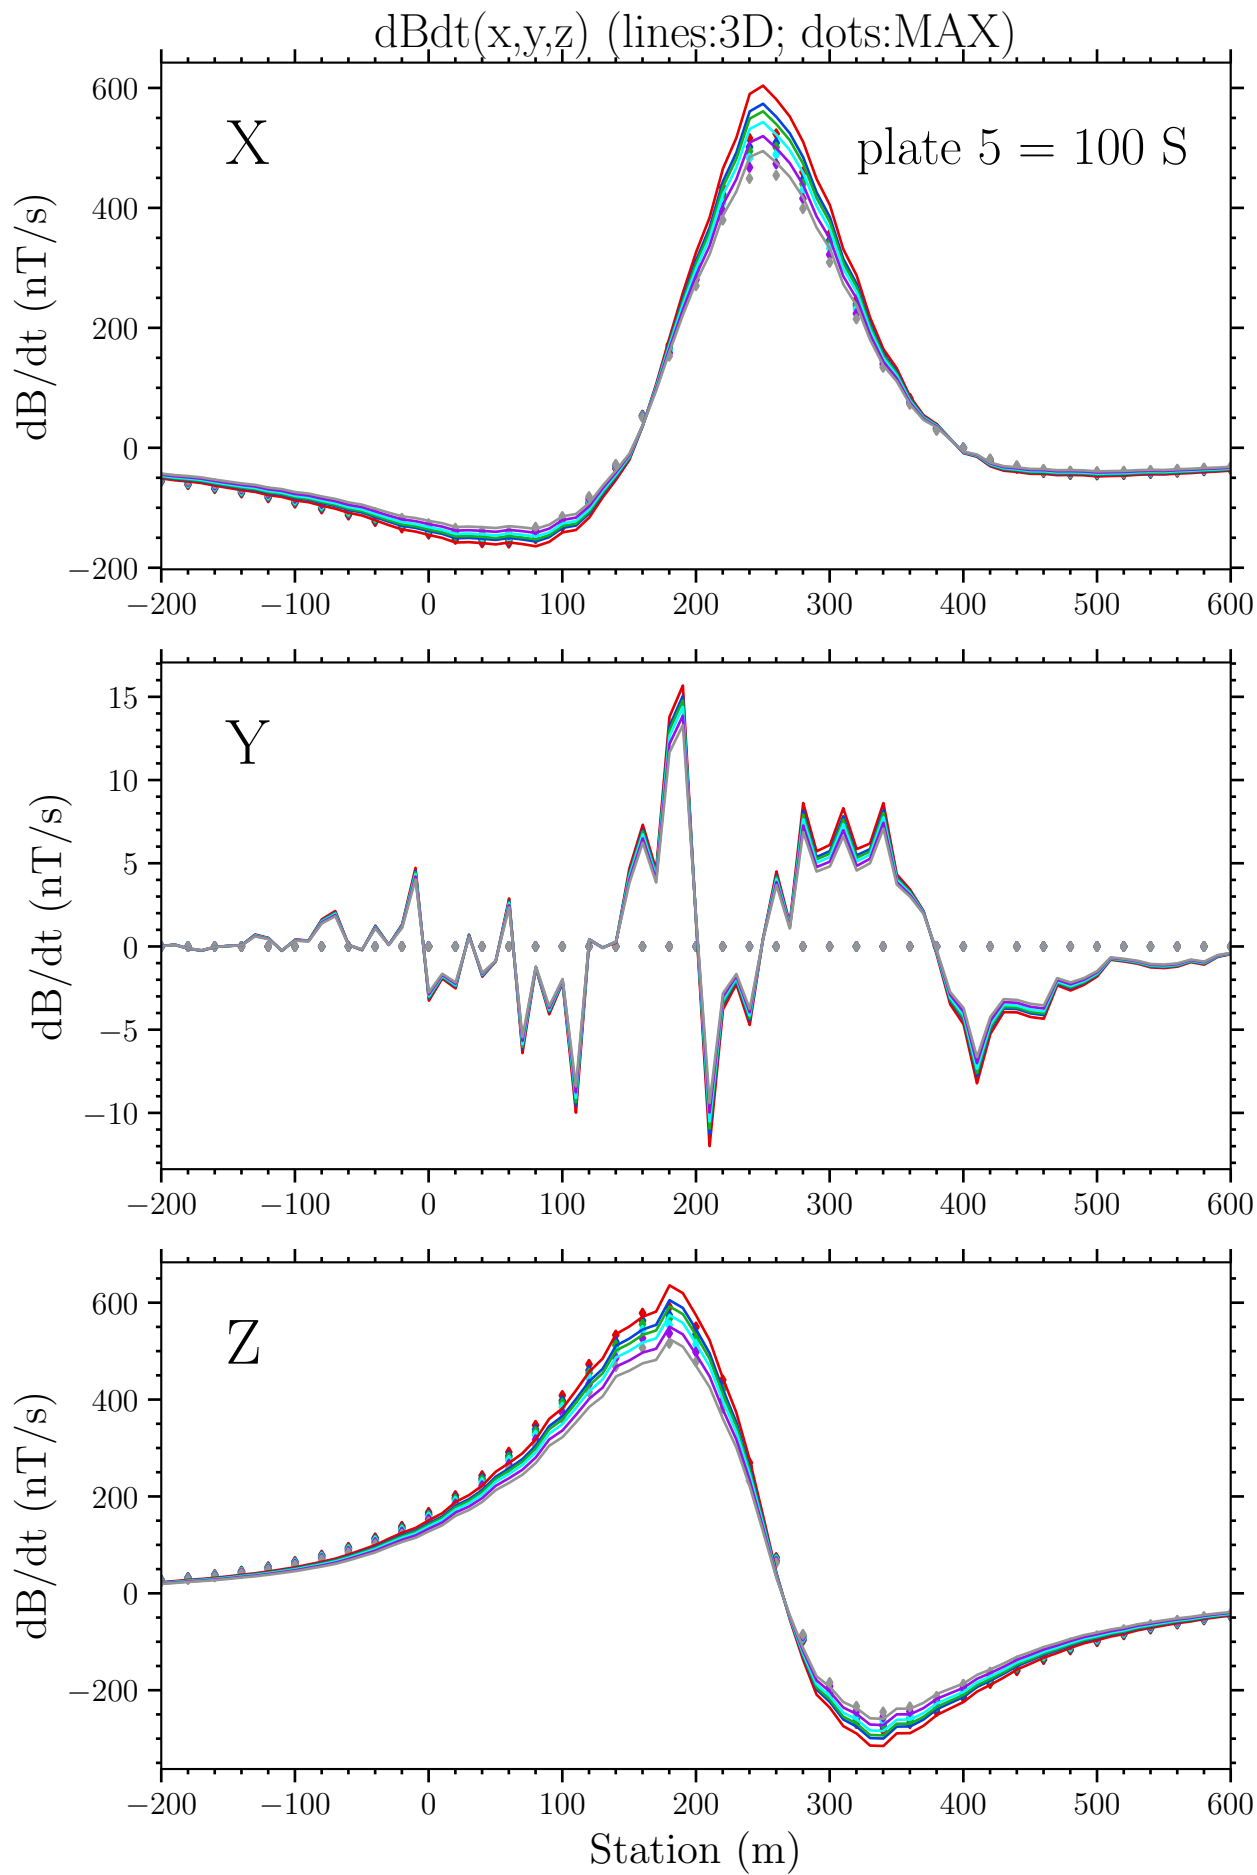 dBdt(x,y,z) (lines:3D; dots:MAX)
X
plate 5 = 100 S
dB/dt (nT/s)
600
400
200
0
−200
−200 −100 0 100 200 300 400 500 600
Y
dB/dt (nT/s)
15
10
5
0
−5
−10
−200 −100 0 100 200 300 400 500 600
Z
dB/dt (nT/s)
600
400
200
0
−200
−200 −100 0 100 200 300 400 500 600
Station (m)